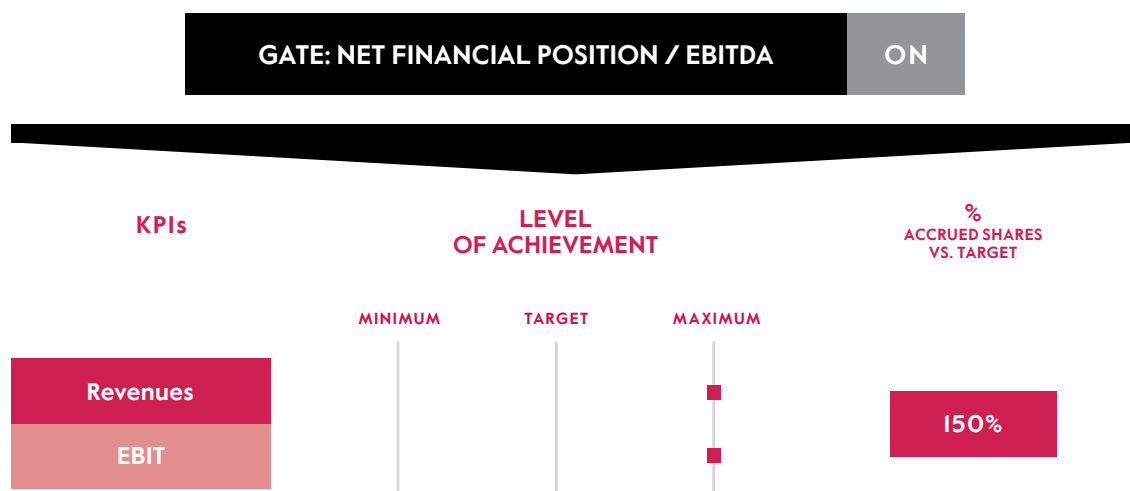 GATE: NET FINANCIAL POSITION / EBITDA
ON
KPIs
LEVEL
OF ACHIEVEMENT
%
ACCRUED SHARES
VS. TARGET
MINIMUM
TARGET
MAXIMUM
Revenues
EBIT
150%